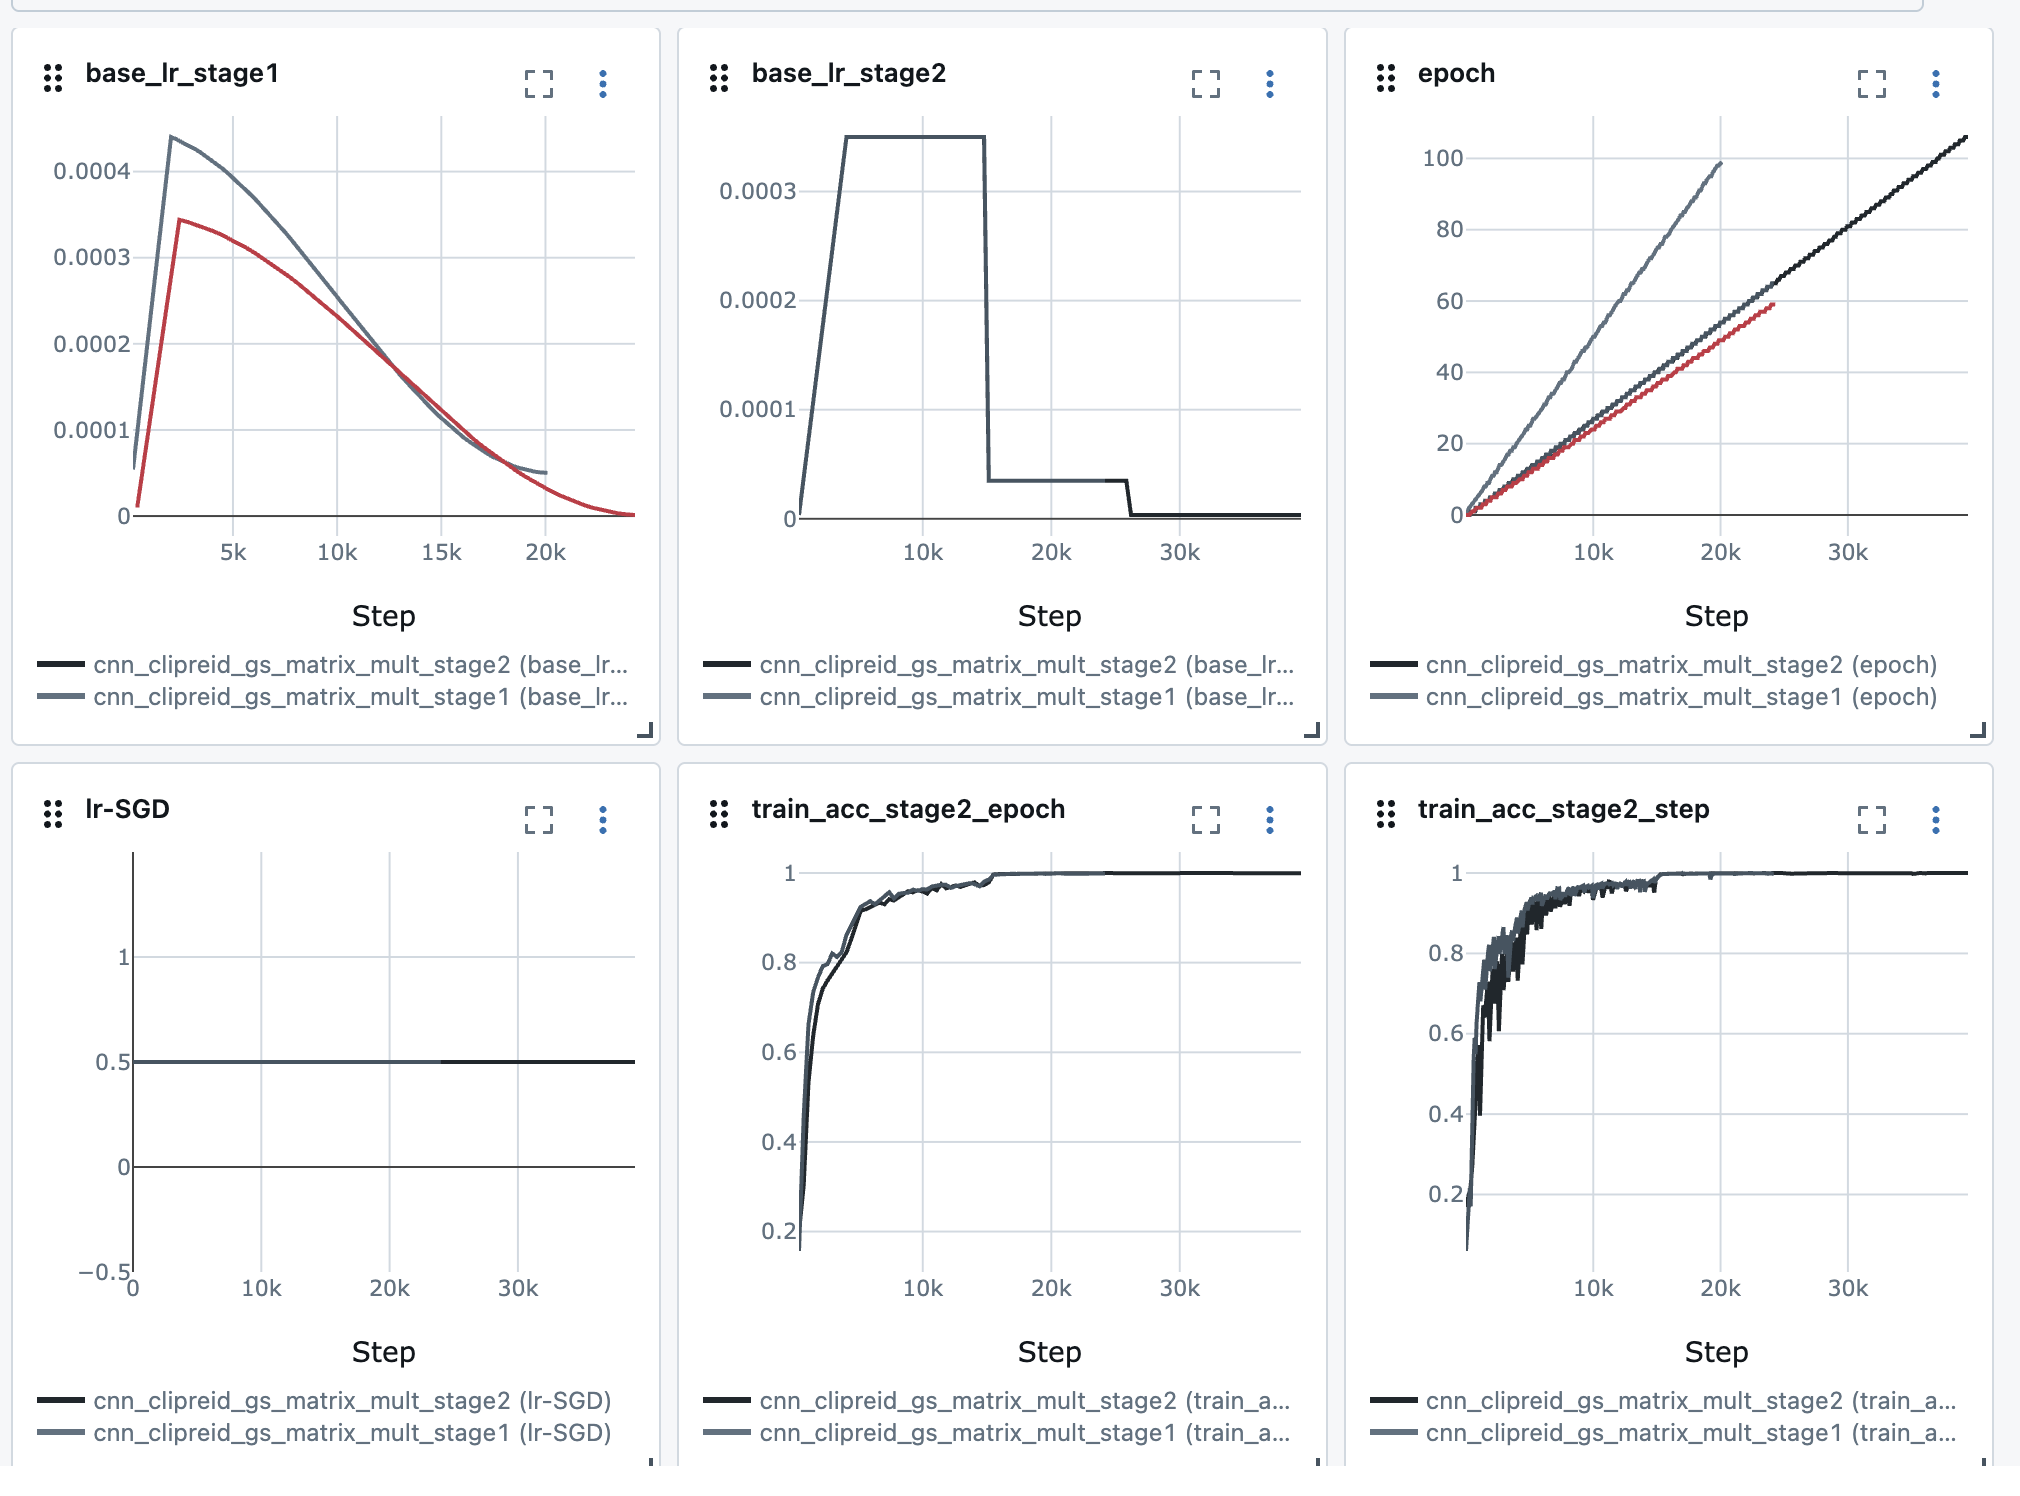 base_lr_stage1
0.0004
0.0003
0.0002
0.0001
0
5k 10k 15k 20k
Step
cnn_clipreid_gs_matrix_mult_stage2 (base_lr...
cnn_clipreid_gs_matrix_mult_stage1 (base_lr...
base_lr_stage2
0.0003
0.0002
0.0001
0
10k 20k 30k
Step
cnn_clipreid_gs_matrix_mult_stage2 (base_lr...
cnn_clipreid_gs_matrix_mult_stage1 (base_lr...
epoch
100
80
60
40
20
0
10k 20k 30k
Step
cnn_clipreid_gs_matrix_mult_stage2 (epoch)
cnn_clipreid_gs_matrix_mult_stage1 (epoch)
lr-SGD
1
0.5
0
−0.5
0 10k 20k 30k
Step
cnn_clipreid_gs_matrix_mult_stage2 (lr-SGD)
cnn_clipreid_gs_matrix_mult_stage1 (lr-SGD)
train_acc_stage2_epoch
1
0.8
0.6
0.4
0.2
10k 20k 30k
Step
cnn_clipreid_gs_matrix_mult_stage2 (train_a...
cnn_clipreid_gs_matrix_mult_stage1 (train_a...
train_acc_stage2_step
1
0.8
0.6
0.4
0.2
10k 20k 30k
Step
cnn_clipreid_gs_matrix_mult_stage2 (train_a...
cnn_clipreid_gs_matrix_mult_stage1 (train_a...